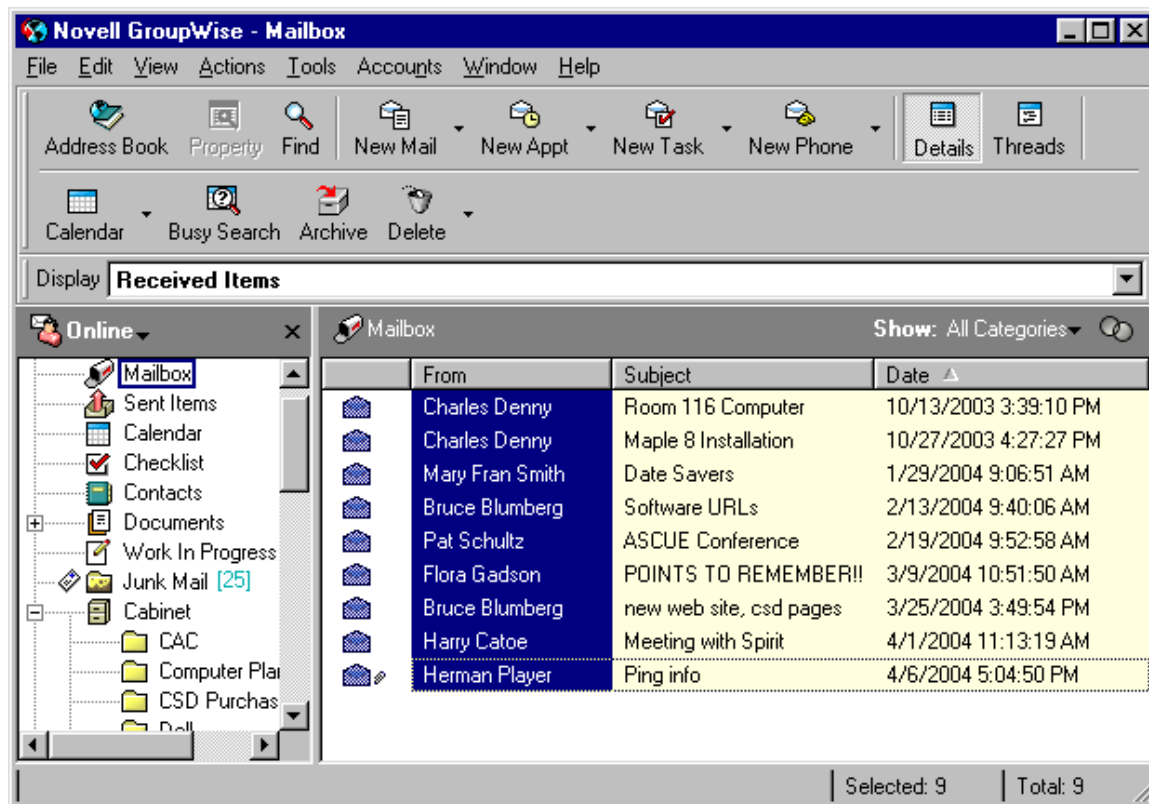 Novell GroupWise - Mailbox
File Edit View Actions Tools Accounts Window Help
Address Book Property Find New Mail New Appt New Task New Phone Details Threads
Calendar Busy Search Archive Delete
Display Received Items
Online
Mailbox
Sent Items
Calendar
Checklist
Contacts
Documents
Work In Progress
Junk Mail [25]
Cabinet
CAC
Computer Plan
CSD Purchas
Dell
Mailbox Show: All Categories
From Subject Date
Charles Denny Room 116 Computer 10/13/2003 3:39:10 PM
Charles Denny Maple 8 Installation 10/27/2003 4:27:27 PM
Mary Fran Smith Date Savers 1/29/2004 9:06:51 AM
Bruce Blumberg Software URLs 2/13/2004 9:40:06 AM
Pat Schultz ASCUE Conference 2/19/2004 9:52:58 AM
Flora Gadson POINTS TO REMEMBER!! 3/9/2004 10:51:50 AM
Bruce Blumberg new web site, csd pages 3/25/2004 3:49:54 PM
Harry Catoe Meeting with Spirit 4/1/2004 11:13:19 AM
Herman Player Ping info 4/6/2004 5:04:50 PM
Selected: 9 Total: 9